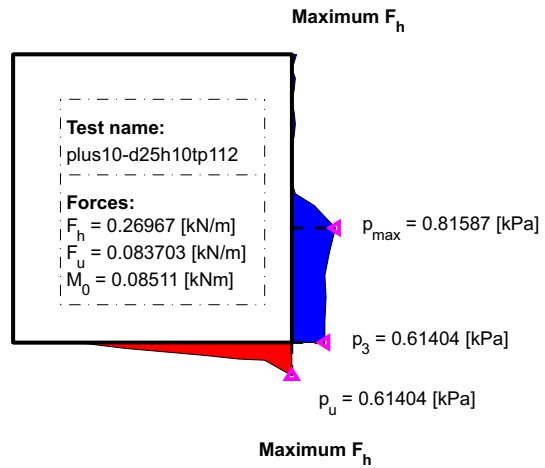 Maximum F_h
Test name:
plus10-d25h10tp112
Forces:
F_h = 0.26967 [kN/m]
F_u = 0.083703 [kN/m]
M_0 = 0.08511 [kNm]
p_max = 0.81587 [kPa]
p_3 = 0.61404 [kPa]
p_u = 0.61404 [kPa]
Maximum F_h